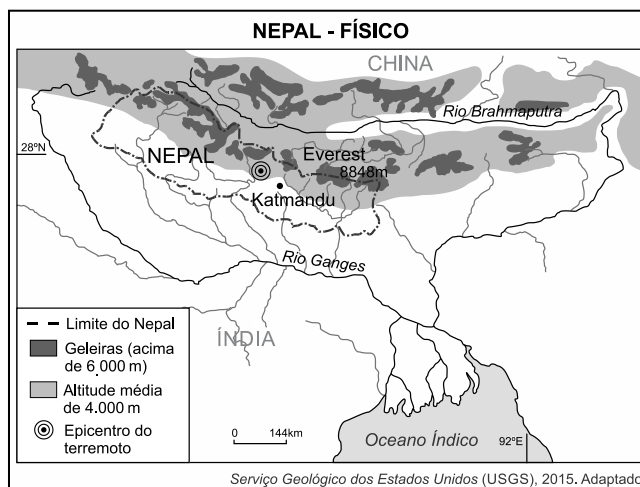 NEPAL - FÍSICO
CHINA
Rio Brahmaputra
28ºN
NEPAL
Everest
8848m
Katmandu
Rio Ganges
ÍNDIA
Limite do Nepal
Geleiras (acima
de 6.000 m)
Altitude média
de 4.000 m
Epicentro do
terremoto
0 144km
Oceano Índico
92ºE
Serviço Geológico dos Estados Unidos (USGS), 2015. Adaptado